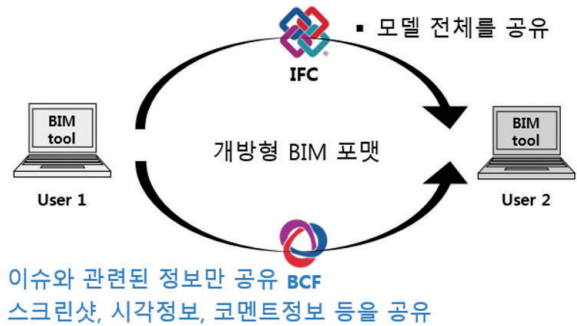 ▪ 모델 전체를 공유
IFC
BIM
tool
User 1
개방형 BIM 포맷
BIM
tool
User 2
이슈와 관련된 정보만 공유 BCF
스크린샷, 시각정보, 코멘트정보 등을 공유